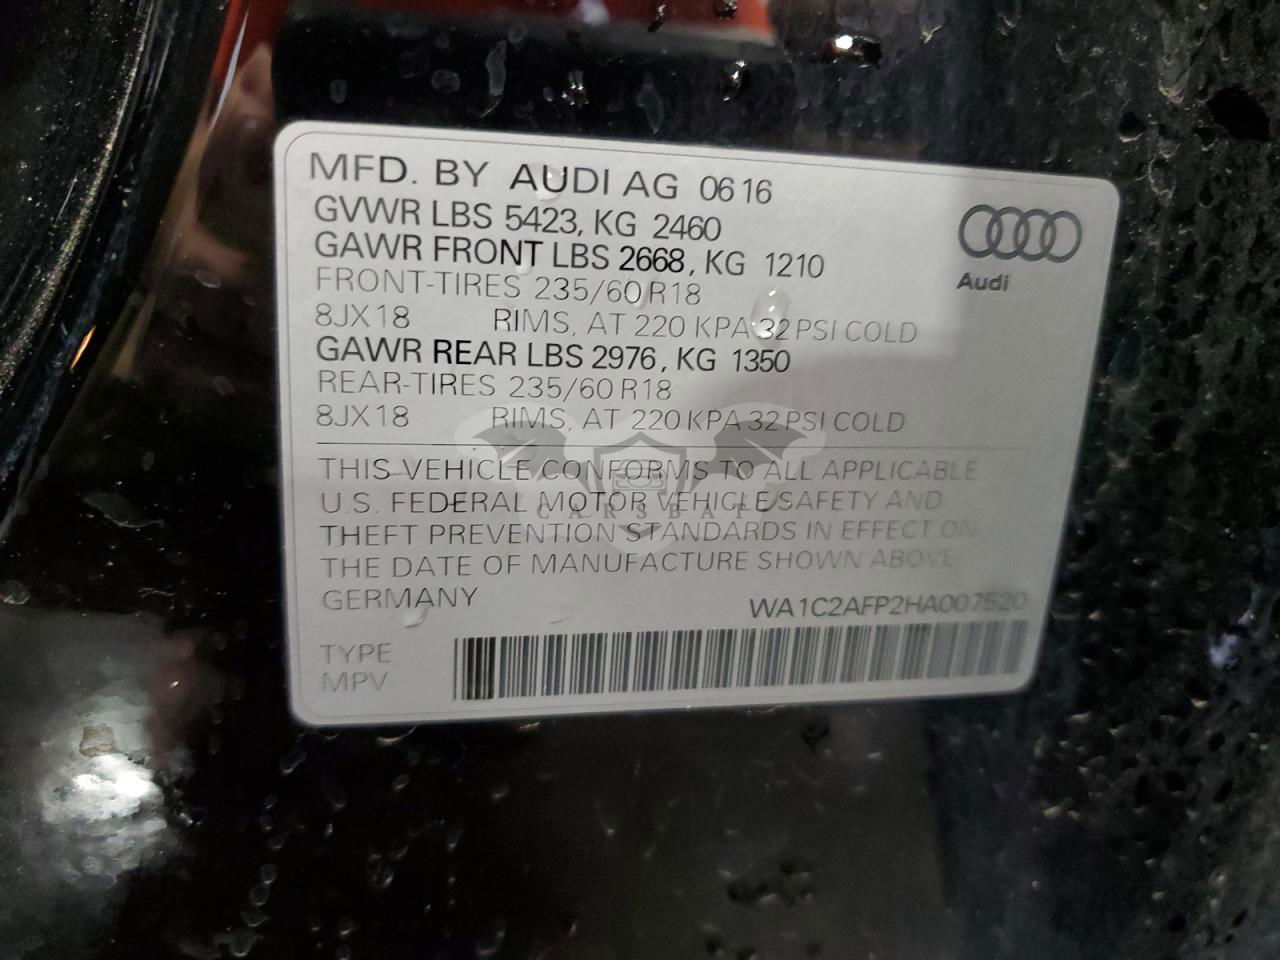 MFD. BY AUDI AG 0616
GVWR LBS 5423, KG 2460
GAWR FRONT LBS 2668, KG 1210
FRONT-TIRES 235/60 R18
8JX18 RIMS, AT 220 KPA 32 PSI COLD
GAWR REAR LBS 2976, KG 1350
REAR-TIRES 235/60 R18
8JX18 RIMS, AT 220 KPA 32 PSI COLD
Audi
THIS VEHICLE CONFORMS TO ALL APPLICABLE
U.S. FEDERAL MOTOR VEHICLE SAFETY AND
CARSBAT
THEFT PREVENTION STANDARDS IN EFFECT ON
THE DATE OF MANUFACTURE SHOWN ABOVE
GERMANY WA1C2AFP2HA007520
TYPE
MPV